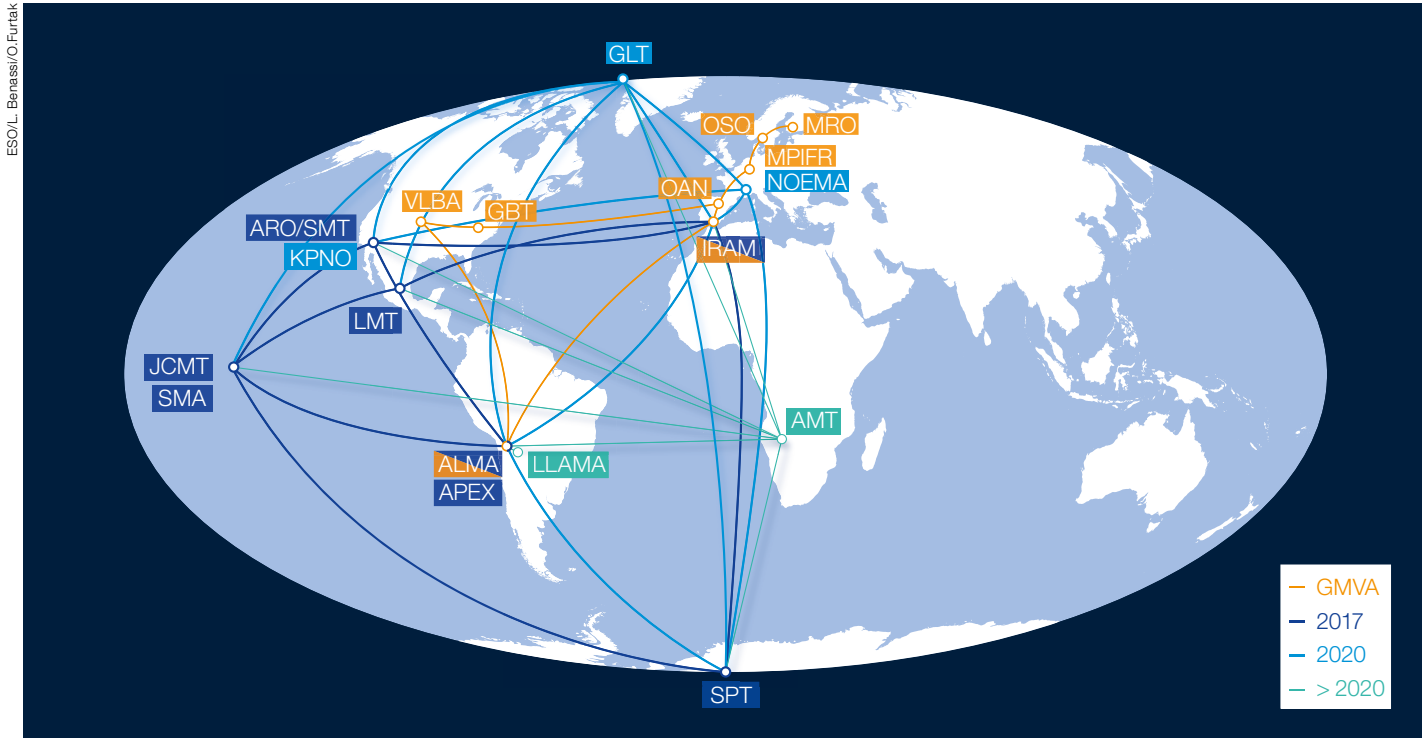 ESO/L. Benassi/O.Furtak
GLT
OSO
MRO
MPIFR
NOEMA
OAN
VLBA
GBT
ARO/SMT
KPNO
IRAM
LMT
JCMT
SMA
AMT
ALMA
LLAMA
APEX
SPT
GMVA
2017
2020
> 2020